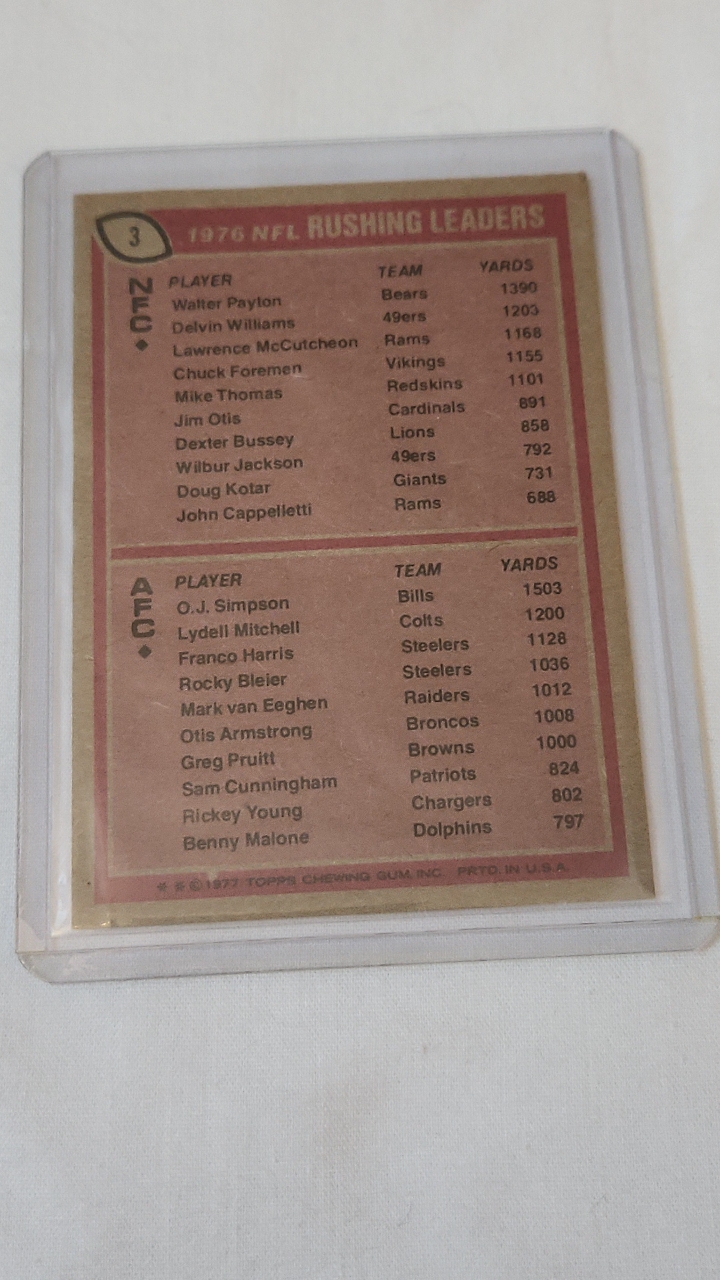 3 1976 NFL RUSHING LEADERS
NFC
PLAYER TEAM YARDS
Walter Payton Bears 1390
Delvin Williams 49ers 1203
Lawrence McCutcheon Rams 1168
Chuck Foremen Vikings 1155
Mike Thomas Redskins 1101
Jim Otis Cardinals 891
Dexter Bussey Lions 858
Wilbur Jackson 49ers 792
Doug Kotar Giants 731
John Cappelletti Rams 688
AFC
PLAYER TEAM YARDS
O.J. Simpson Bills 1503
Lydell Mitchell Colts 1200
Franco Harris Steelers 1128
Rocky Bleier Steelers 1036
Mark van Eeghen Raiders 1012
Otis Armstrong Broncos 1008
Greg Pruitt Browns 1000
Sam Cunningham Patriots 824
Rickey Young Chargers 802
Benny Malone Dolphins 797
* * © 1977 TOPPS CHEWING GUM, INC. PRTD. IN U.S.A.